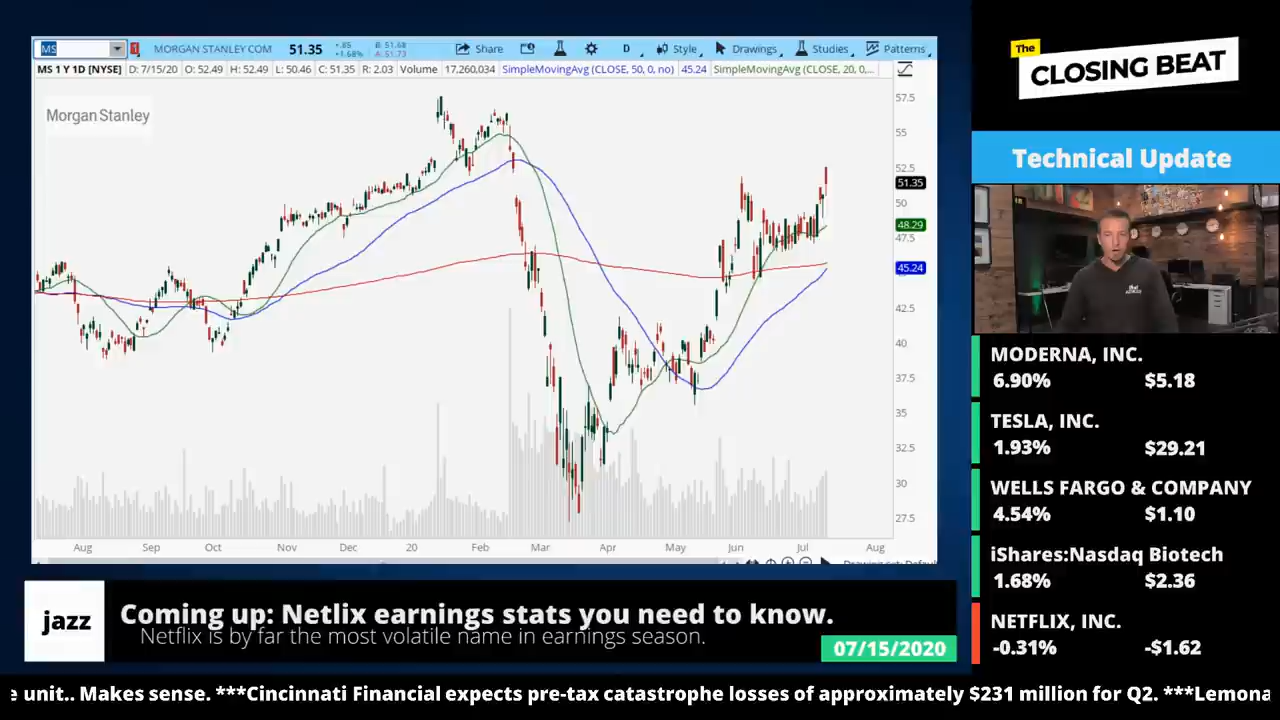 MS
1
MORGAN STANLEY COM
51.35
+.85
+1.68%
B: 51.68
A: 51.73
Share
D
Style
Drawings
Studies
Patterns
MS 1 Y 1D [NYSE]
D: 7/15/20
O: 52.49
H: 52.49
L: 50.46
C: 51.35
R: 2.03
Volume
17,260,034
SimpleMovingAvg (CLOSE, 50, 0, no)
45.24
SimpleMovingAvg (CLOSE, 20, 0,...
Morgan Stanley
57.5
55
52.5
51.35
50
48.29
47.5
45.24
42.5
40
37.5
35
32.5
30
27.5
Aug
Sep
Oct
Nov
Dec
20
Feb
Mar
Apr
May
Jun
Jul
Aug
The
CLOSING BEAT
Technical Update
MODERNA, INC.
6.90% $5.18
TESLA, INC.
1.93% $29.21
WELLS FARGO & COMPANY
4.54% $1.10
iShares:Nasdaq Biotech
1.68% $2.36
NETFLIX, INC.
-0.31% -$1.62
jazz
Coming up: Netlix earnings stats you need to know.
Netflix is by far the most volatile name in earnings season.
07/15/2020
e unit.. Makes sense. ***Cincinnati Financial expects pre-tax catastrophe losses of approximately $231 million for Q2. ***Lemona